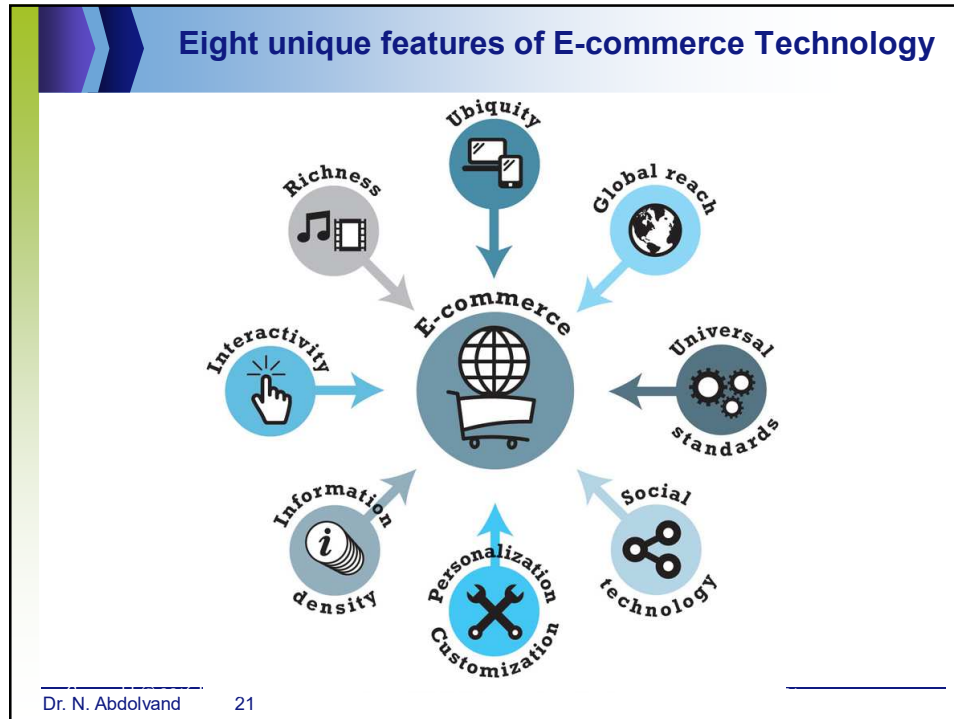 Eight unique features of E-commerce Technology
Ubiquity
Richness
Global reach
E-commerce
Interactivity
Universal
standards
Information
density
Social
technology
Personalization
Customization
i
Dr. N. Abdolvand 21